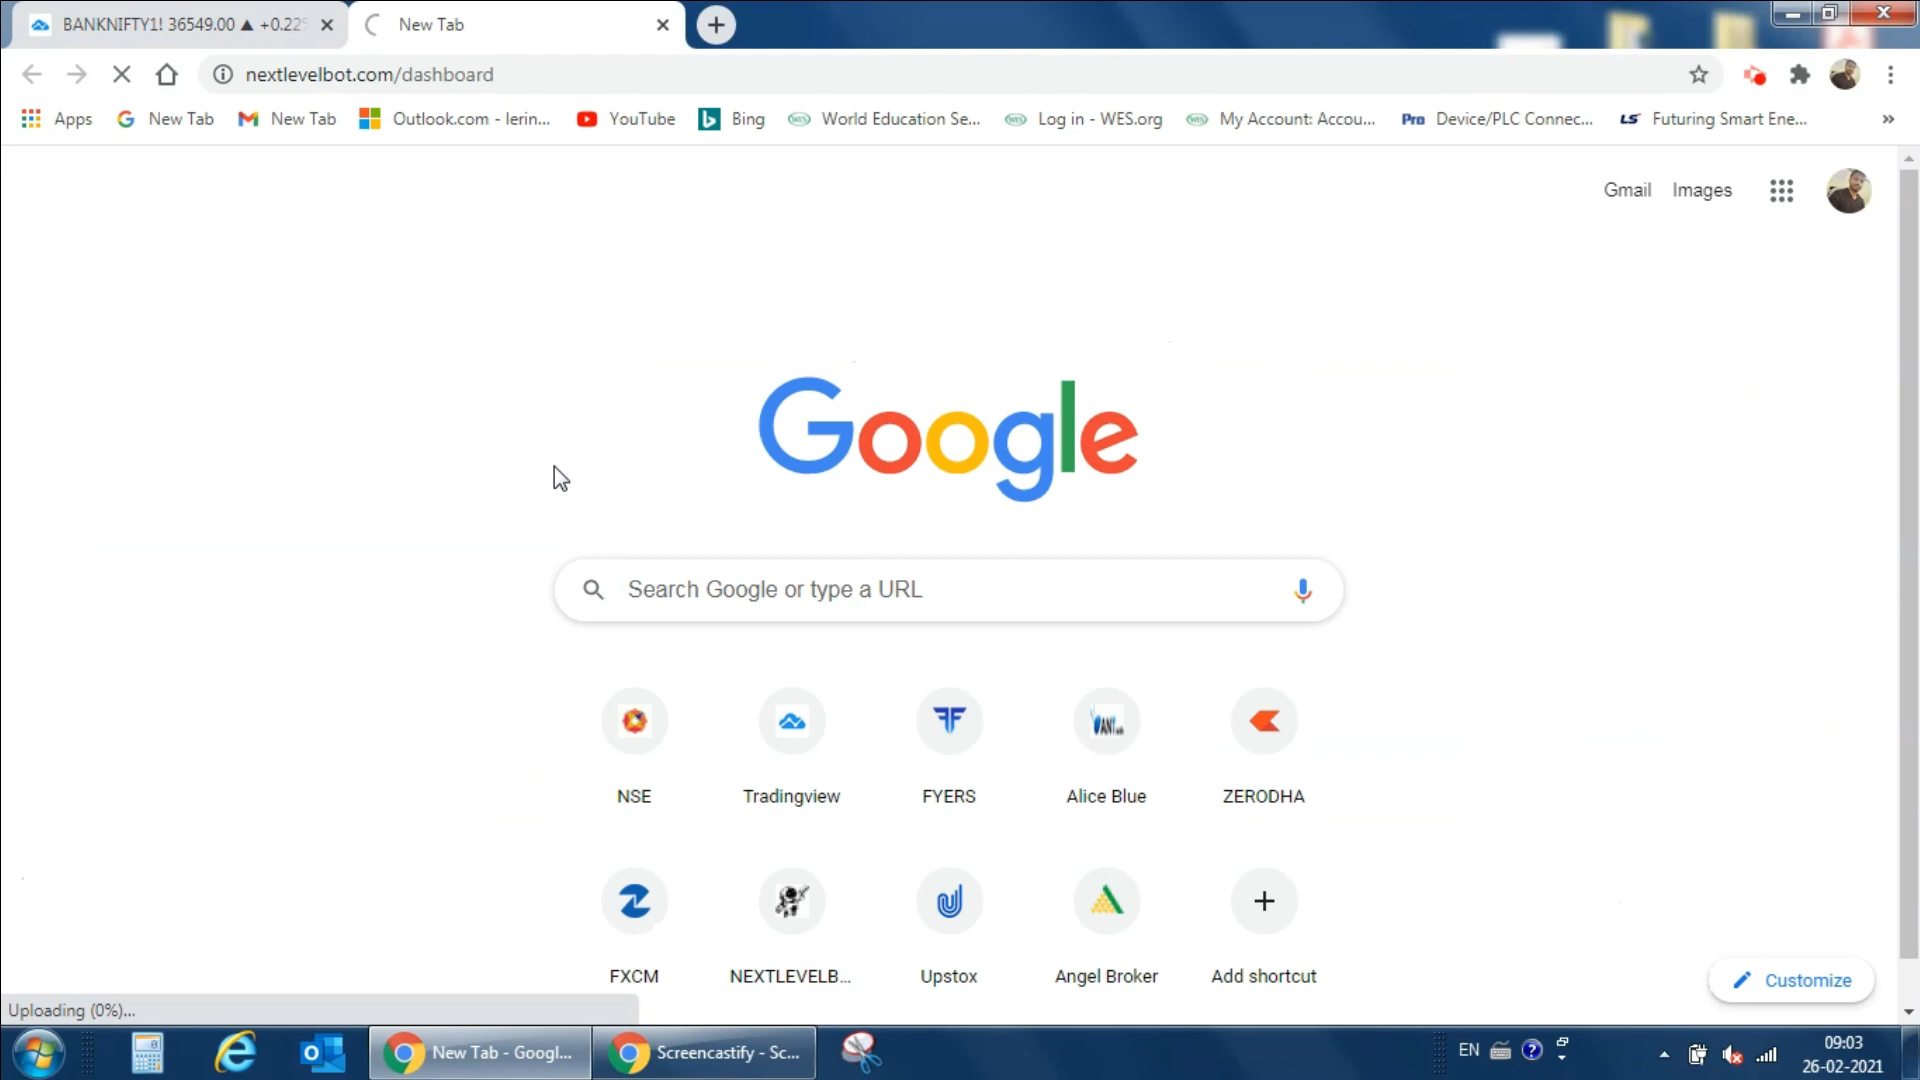 BANKNIFTY1! 36549.00 ▲ +0.22%
New Tab
nextlevelbot.com/dashboard
Apps
New Tab
New Tab
Outlook.com - lerin...
YouTube
Bing
World Education Se...
Log in - WES.org
My Account: Accou...
Pro Device/PLC Connec...
LS Futuring Smart Ene...
»
Gmail
Images
Google
Search Google or type a URL
NSE
Tradingview
FYERS
Alice Blue
ZERODHA
FXCM
NEXTLEVELB...
Upstox
Angel Broker
Add shortcut
Customize
Uploading (0%)...
New Tab - Googl...
Screencastify - Sc...
EN
09:03
26-02-2021